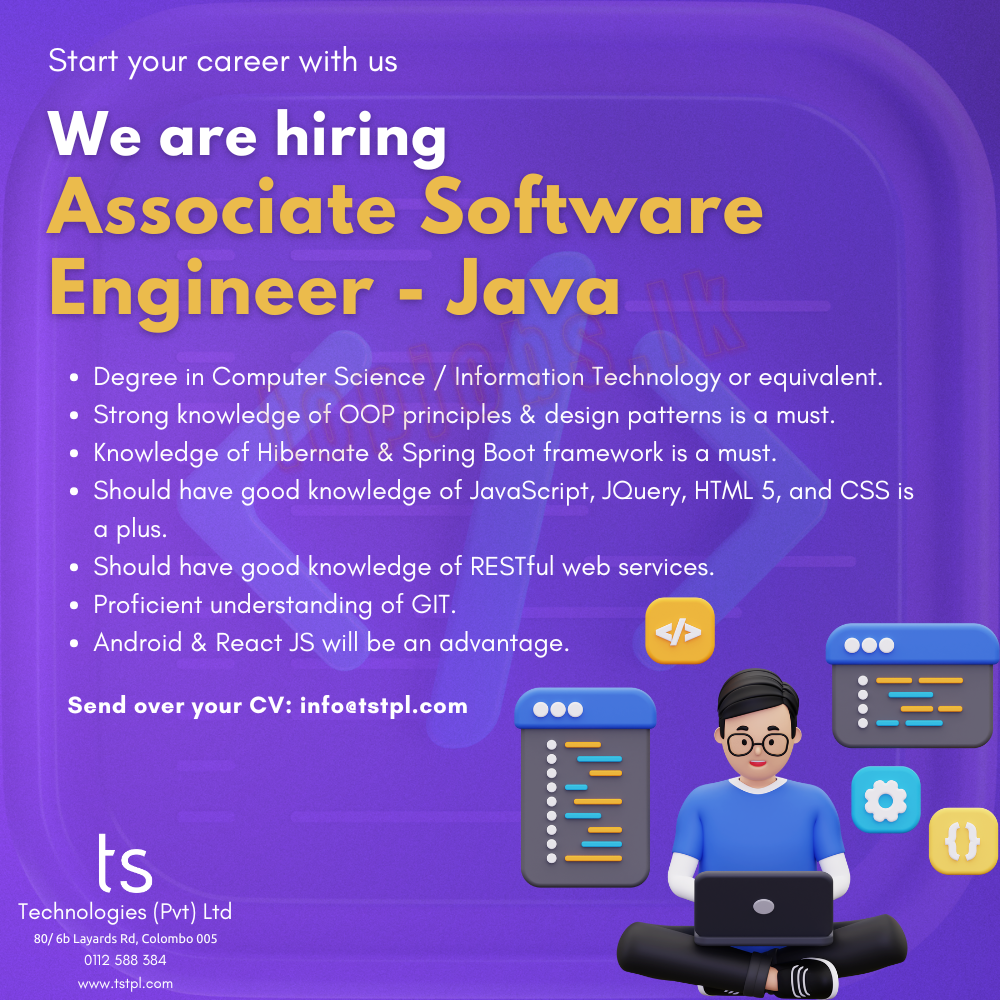 Start your career with us
We are hiring
Associate Software
Engineer - Java
topjobs.lk
• Degree in Computer Science / Information Technology or equivalent.
• Strong knowledge of OOP principles & design patterns is a must.
• Knowledge of Hibernate & Spring Boot framework is a must.
• Should have good knowledge of JavaScript, JQuery, HTML 5, and CSS is
a plus.
• Should have good knowledge of RESTful web services.
• Proficient understanding of GIT.
• Android & React JS will be an advantage.
</>
Send over your CV: info@tstpl.com
{}
ts
Technologies (Pvt) Ltd
80/ 6b Layards Rd, Colombo 005
0112 588 384
www.tstpl.com